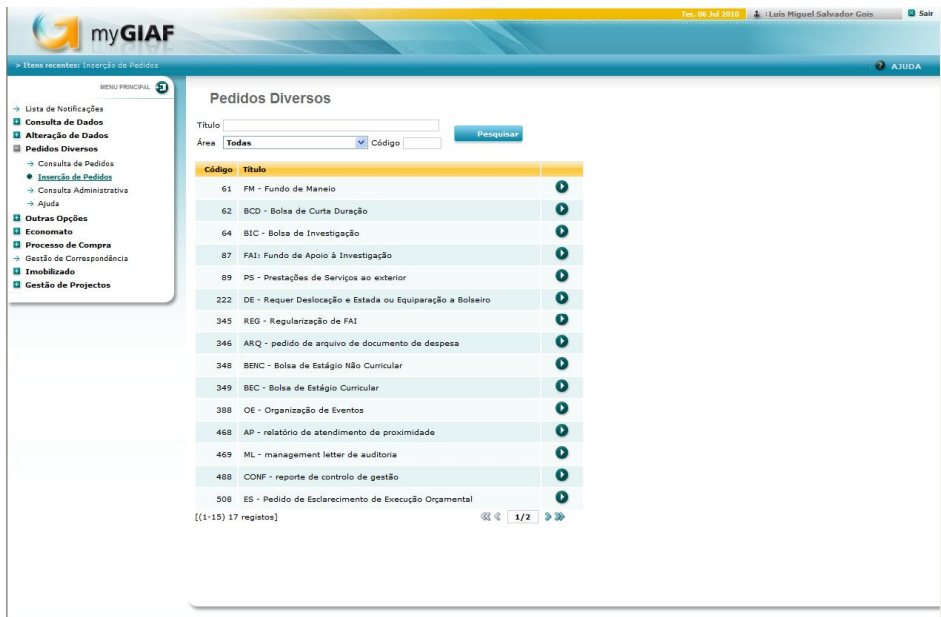 Ter, 06 Jul 2010 : Luís Miguel Salvador Gois Sair
myGIAF
> Itens recentes: Inserção de Pedidos AJUDA
MENU PRINCIPAL
Lista de Notificações
Consulta de Dados
Alteração de Dados
Pedidos Diversos
Consulta de Pedidos
Inserção de Pedidos
Consulta Administrativa
Ajuda
Outras Opções
Economato
Processo de Compra
Gestão de Correspondência
Imobilizado
Gestão de Projectos
Pedidos Diversos
Título
Área Todas Código Pesquisar
Código Título
61 FM - Fundo de Maneio
62 BCD - Bolsa de Curta Duração
64 BIC - Bolsa de Investigação
87 FAI: Fundo de Apoio à Investigação
89 PS - Prestações de Serviços ao exterior
222 DE - Requer Deslocação e Estada ou Equiparação a Bolseiro
345 REG - Regularização de FAI
346 ARQ - pedido de arquivo de documento de despesa
348 BENC - Bolsa de Estágio Não Curricular
349 BEC - Bolsa de Estágio Curricular
388 OE - Organização de Eventos
468 AP - relatório de atendimento de proximidade
469 ML - management letter de auditoria
488 CONF - reporte de controlo de gestão
508 ES - Pedido de Esclarecimento de Execução Orçamental
[(1-15) 17 registos] 1/2